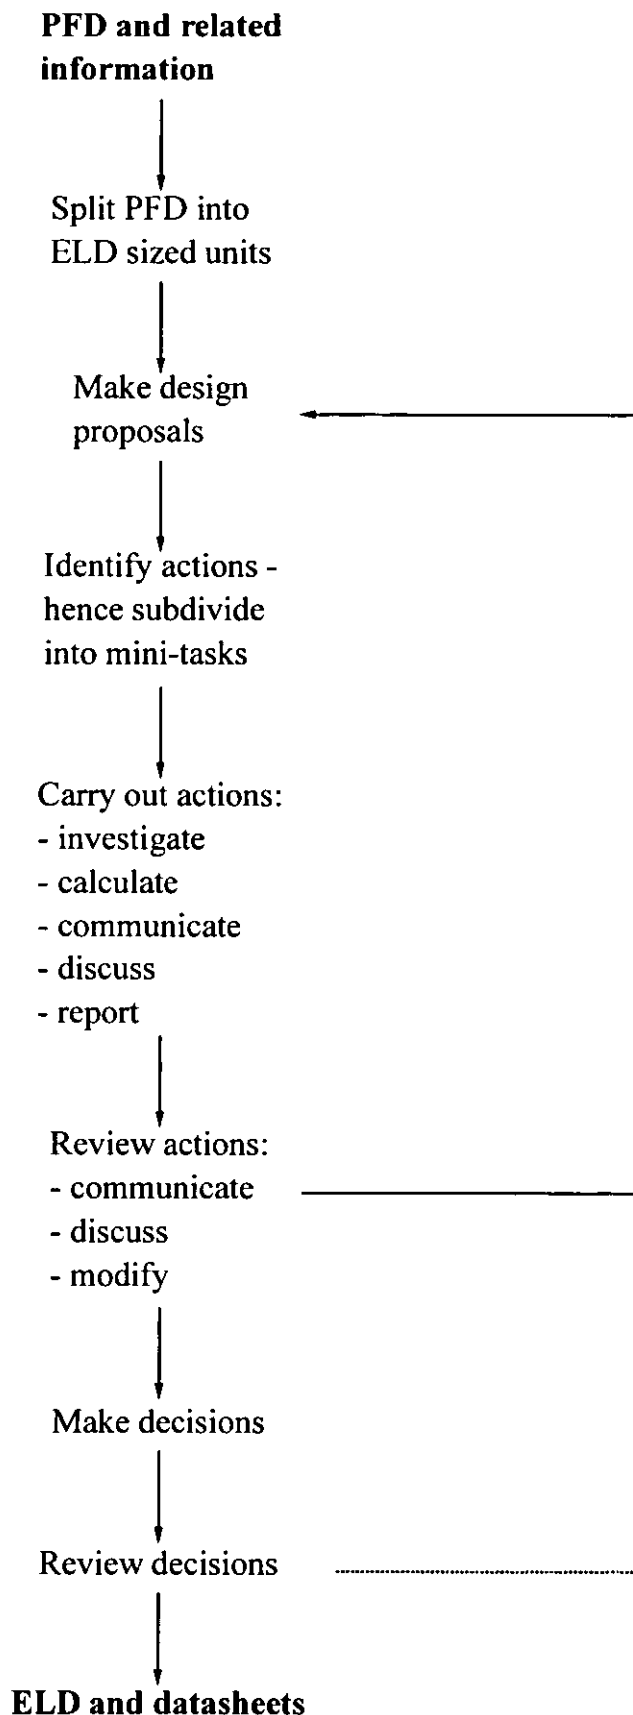 PFD and related
information
Split PFD into
ELD sized units
Make design
proposals
Identify actions -
hence subdivide
into mini-tasks
Carry out actions:
- investigate
- calculate
- communicate
- discuss
- report
Review actions:
- communicate
- discuss
- modify
Make decisions
Review decisions
ELD and datasheets